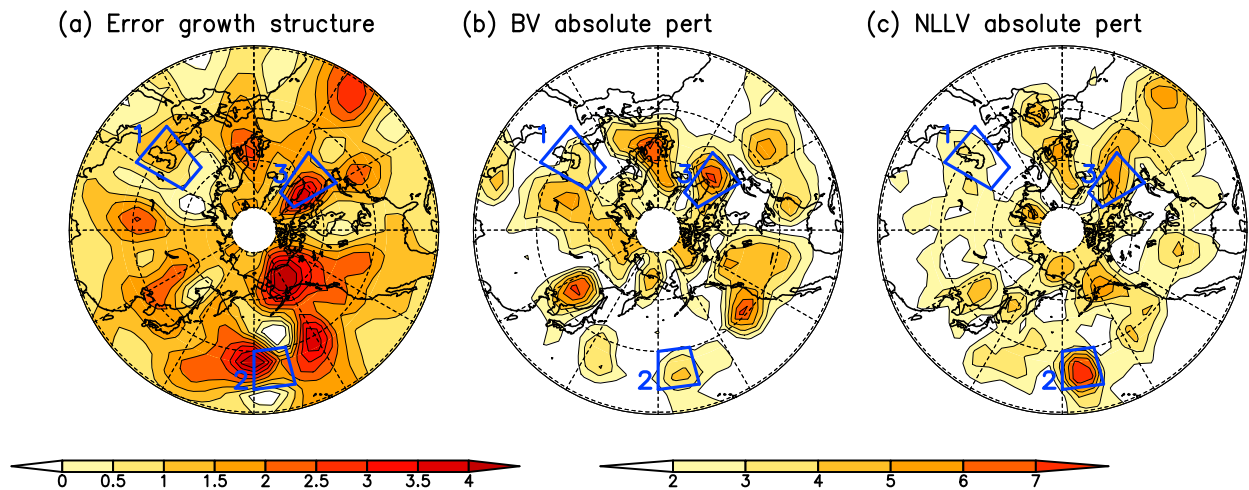 (a) Error growth structure
(b) BV absolute pert
(c) NLLV absolute pert
1
3
2
1
3
2
1
3
2
0 0.5 1 1.5 2 2.5 3 3.5 4
2 3 4 5 6 7